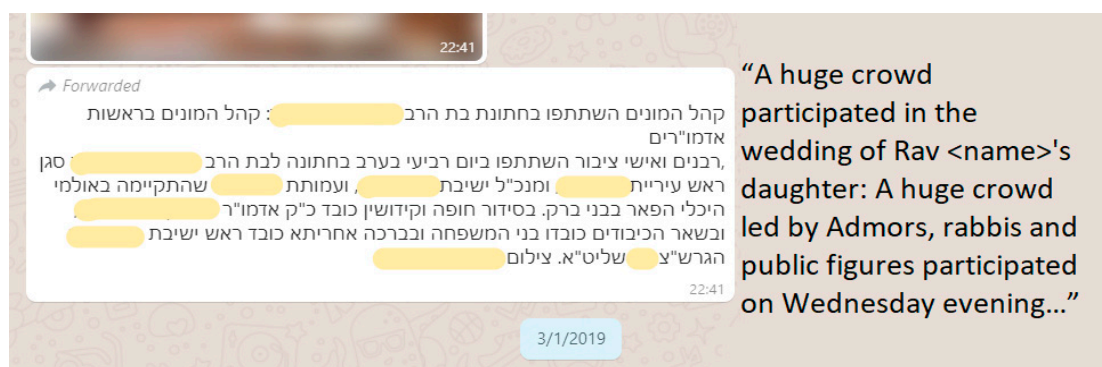 22:41
Forwarded
קהל המונים השתתפו בחתונת בת הרב : קהל המונים בראשות
אדמו"רים
,רבנים ואישי ציבור השתתפו ביום רביעי בערב בחתונה לבת הרב סגן
ראש עיריית ומנכ"ל ישיבת, ועמותת שהתקיימה באולמי
היכלי הפאר בבני ברק. בסידור חופה וקידושין כובד כ"ק אדמו"ר
ובשאר הכיבודים כובדו בני המשפחה ובברכה אחריתא כובד ראש ישיבת
הגרש"צ שליט"א. צילום
22:41
3/1/2019
“A huge crowd
participated in the
wedding of Rav <name>'s
daughter: A huge crowd
led by Admors, rabbis and
public figures participated
on Wednesday evening…”